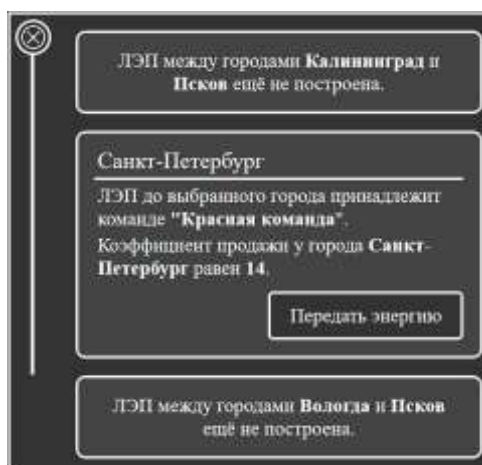 ЛЭП между городами Калининград и
Псков ещё не построена.
Санкт-Петербург
ЛЭП до выбранного города принадлежит
команде "Красная команда".
Коэффициент продажи у города Санкт-
Петербург равен 14.
Передать энергию
ЛЭП между городами Вологда и Псков
ещё не построена.